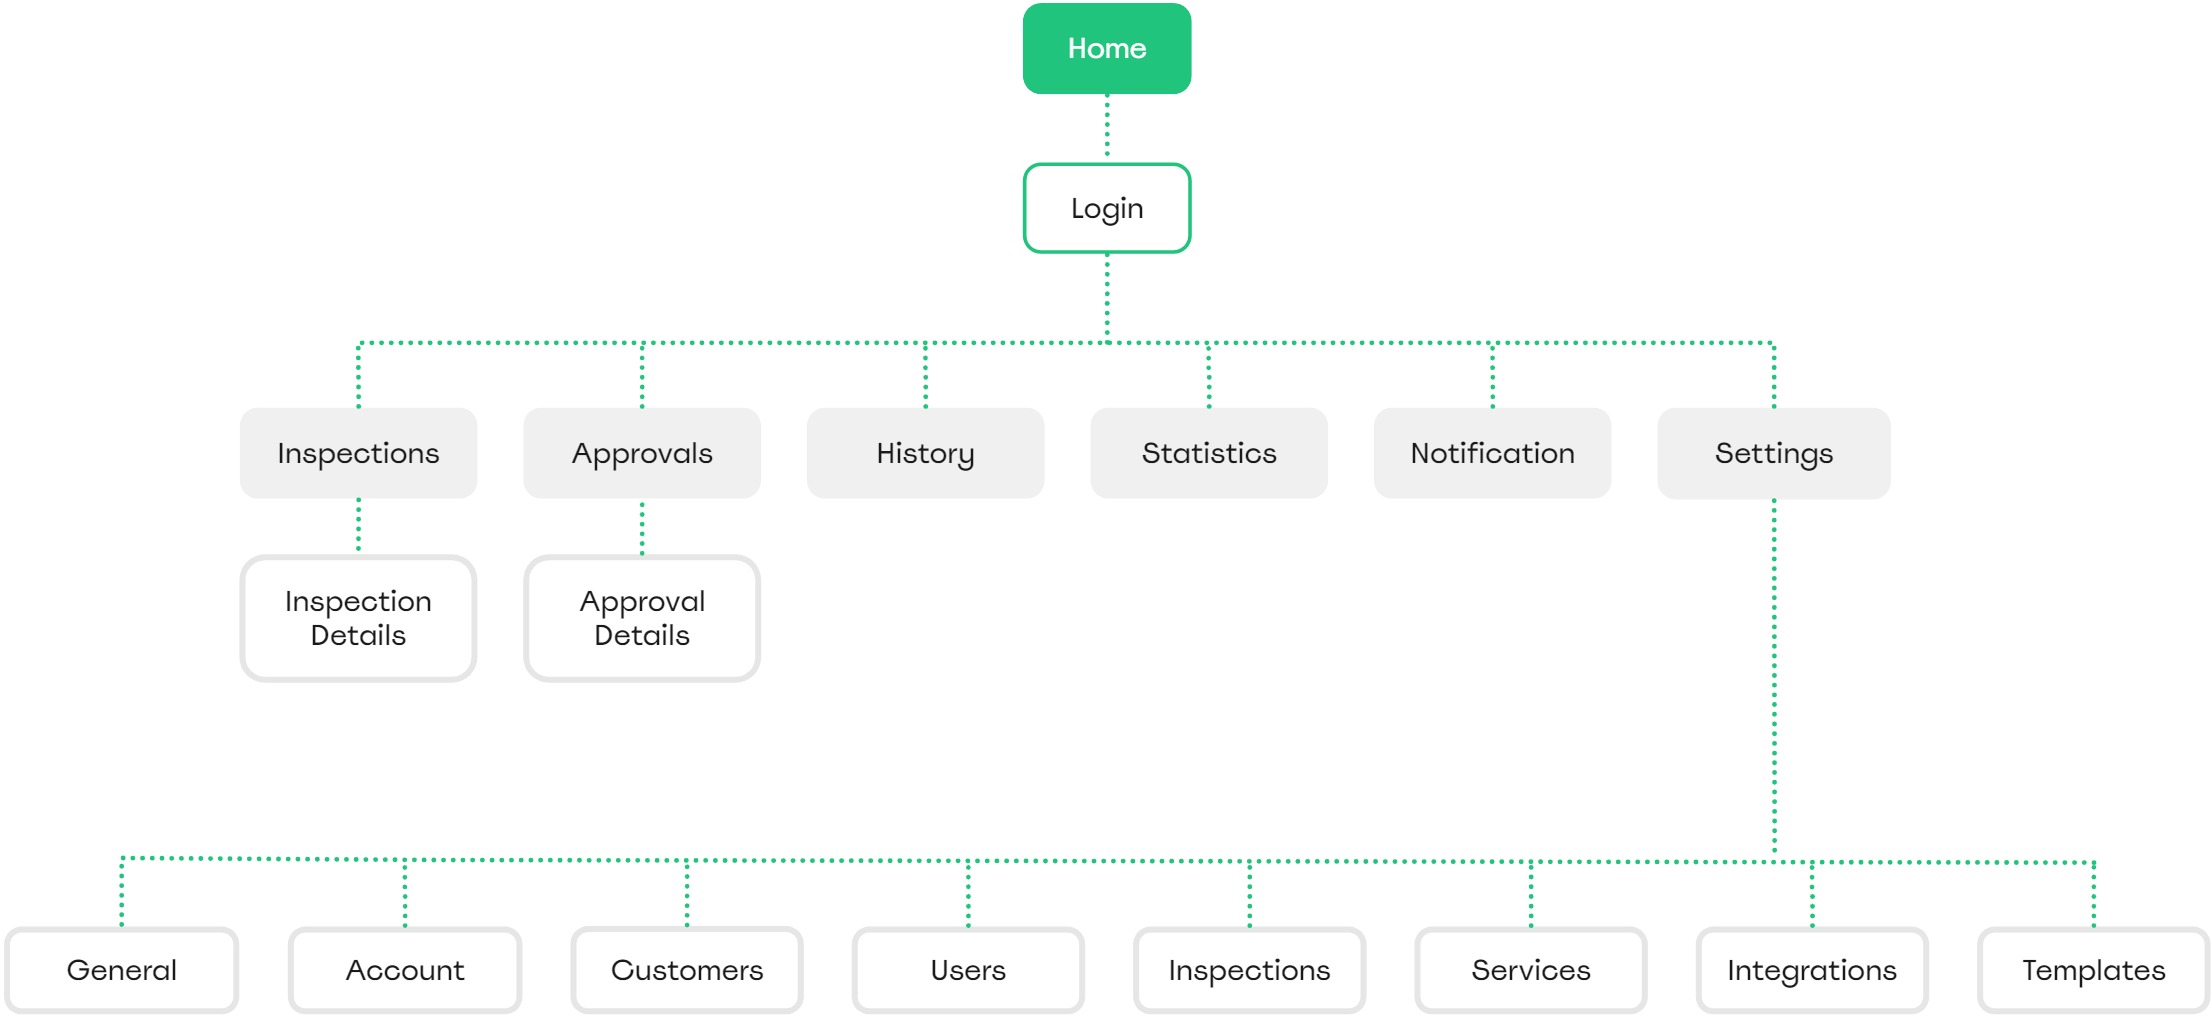 Home
Login
Inspections
Approvals
History
Statistics
Notification
Settings
Inspection
Details
Approval
Details
General
Account
Customers
Users
Inspections
Services
Integrations
Templates